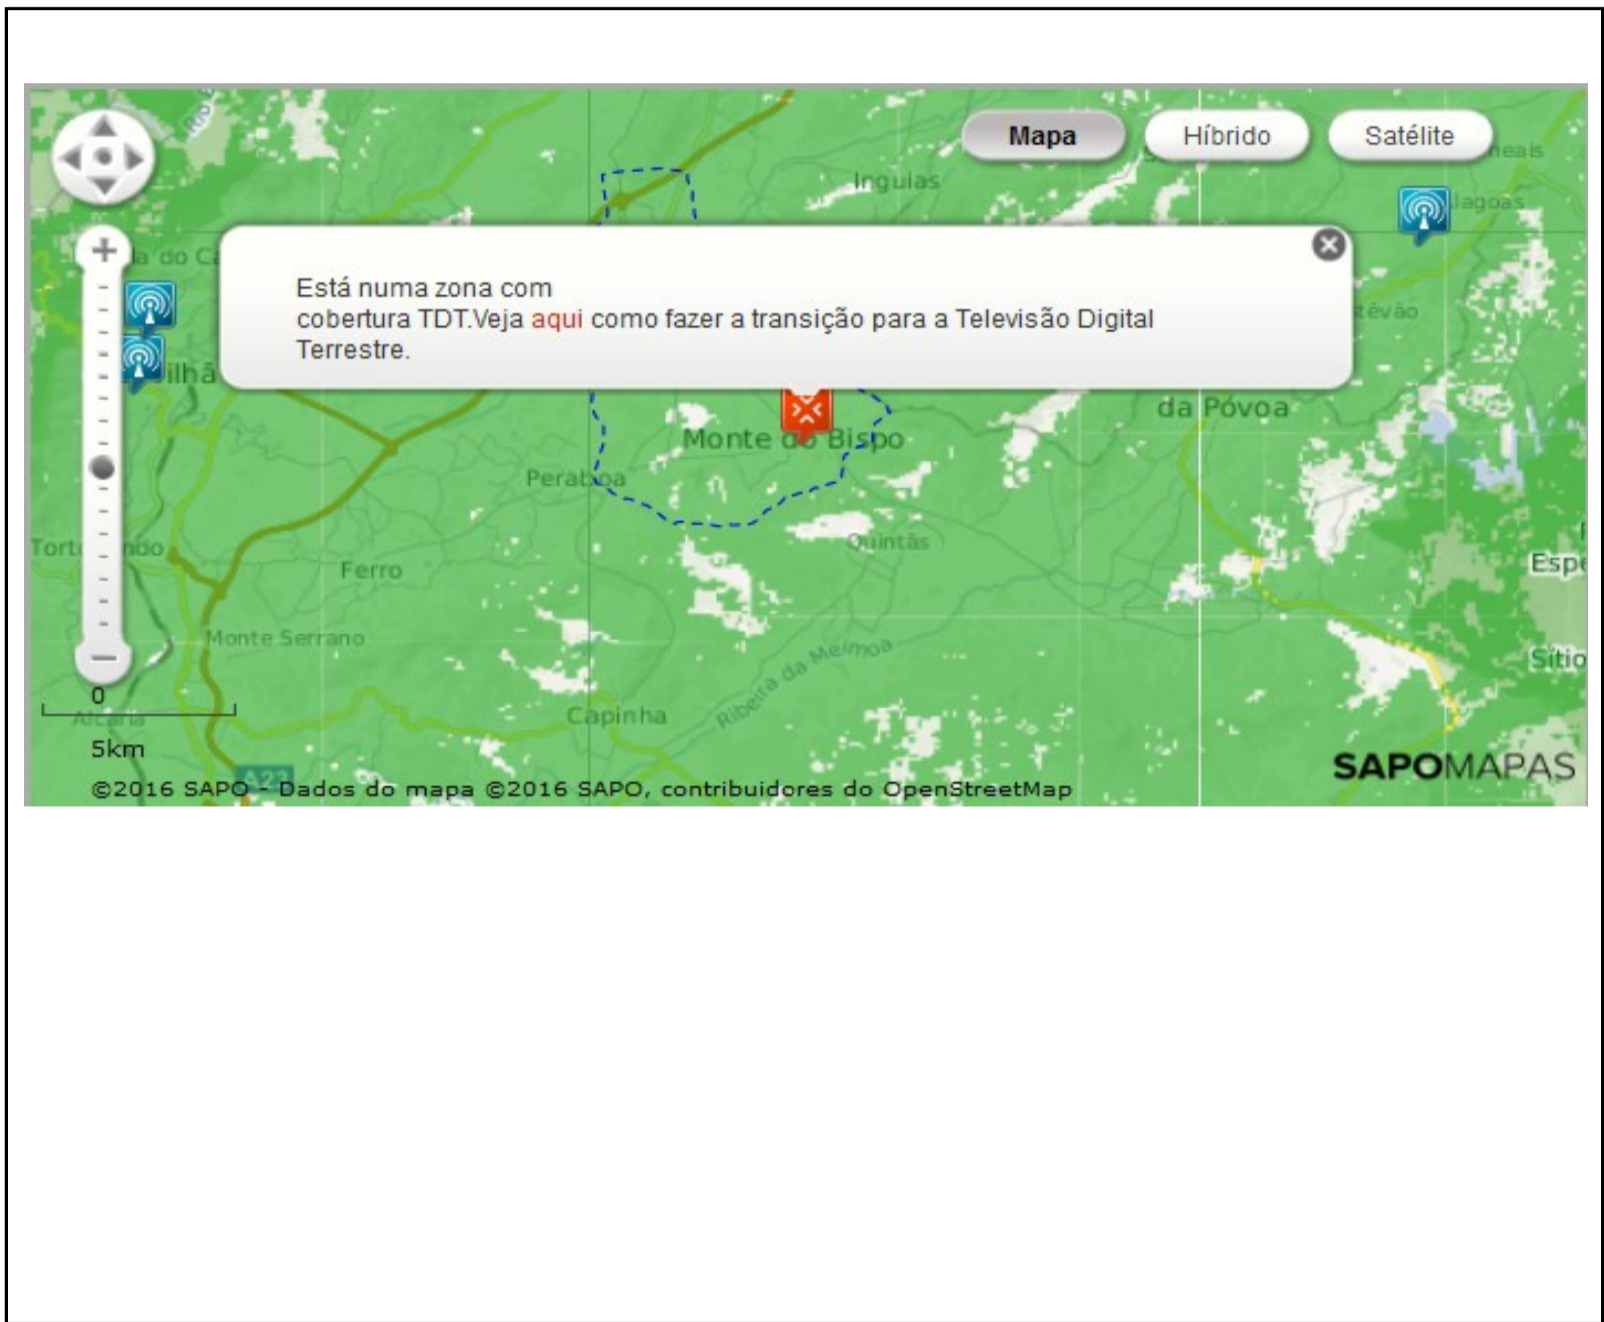 Mapa
Híbrido
Satélite
Inguias
Está numa zona com
cobertura TDT.Veja aqui como fazer a transição para a Televisão Digital
Terrestre.
da Póvoa
Monte do Bispo
Peraboa
Quintãs
Ferro
Monte Serrano
Ribeira da Meimoa
Capinha
Alcaria
0
5km
A23
SAPOMAPAS
©2016 SAPO - Dados do mapa ©2016 SAPO, contribuidores do OpenStreetMap